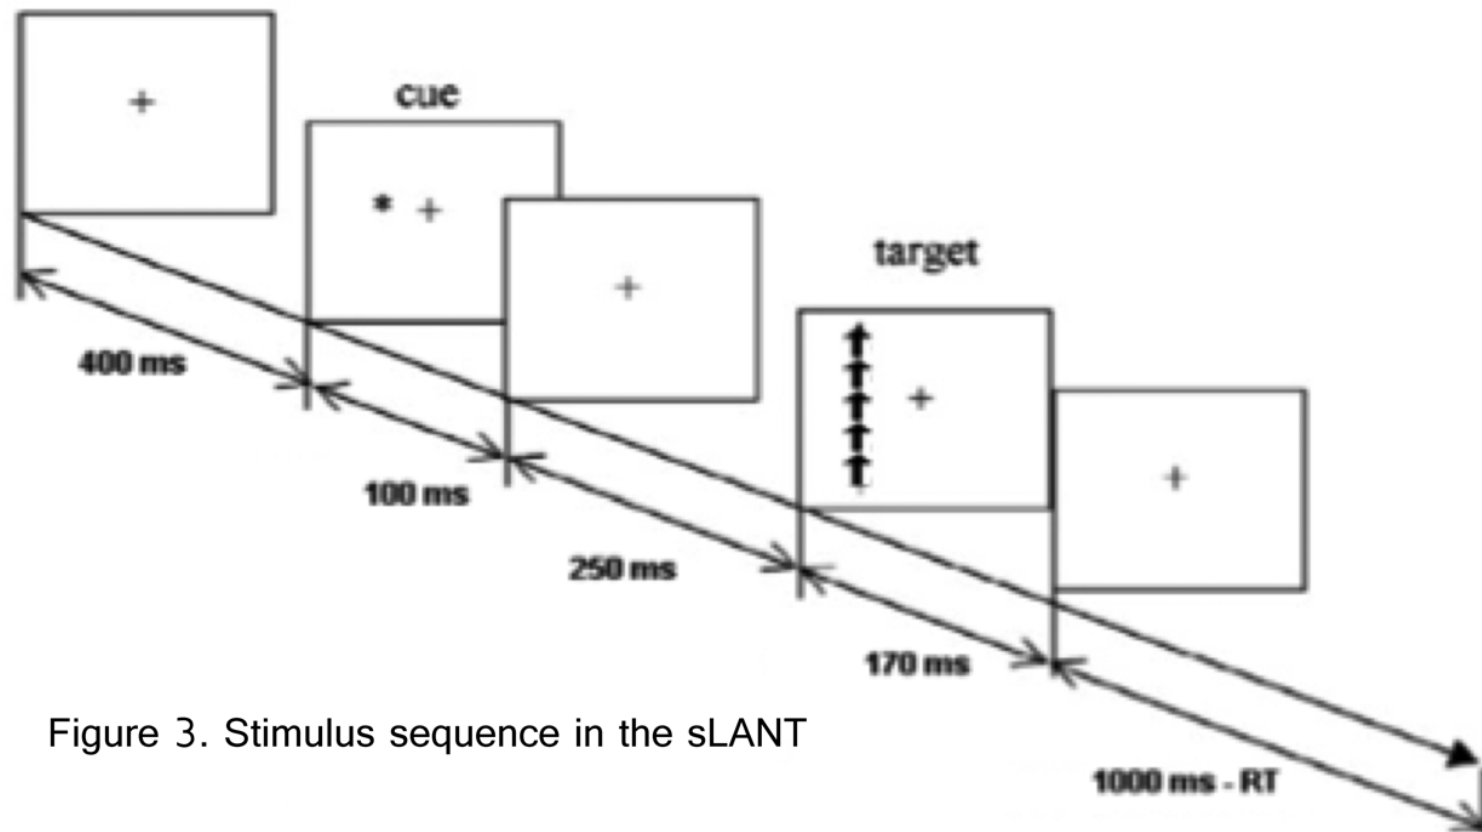 cue
target
400 ms
100 ms
250 ms
170 ms
1000 ms - RT
Figure 3. Stimulus sequence in the sLANT